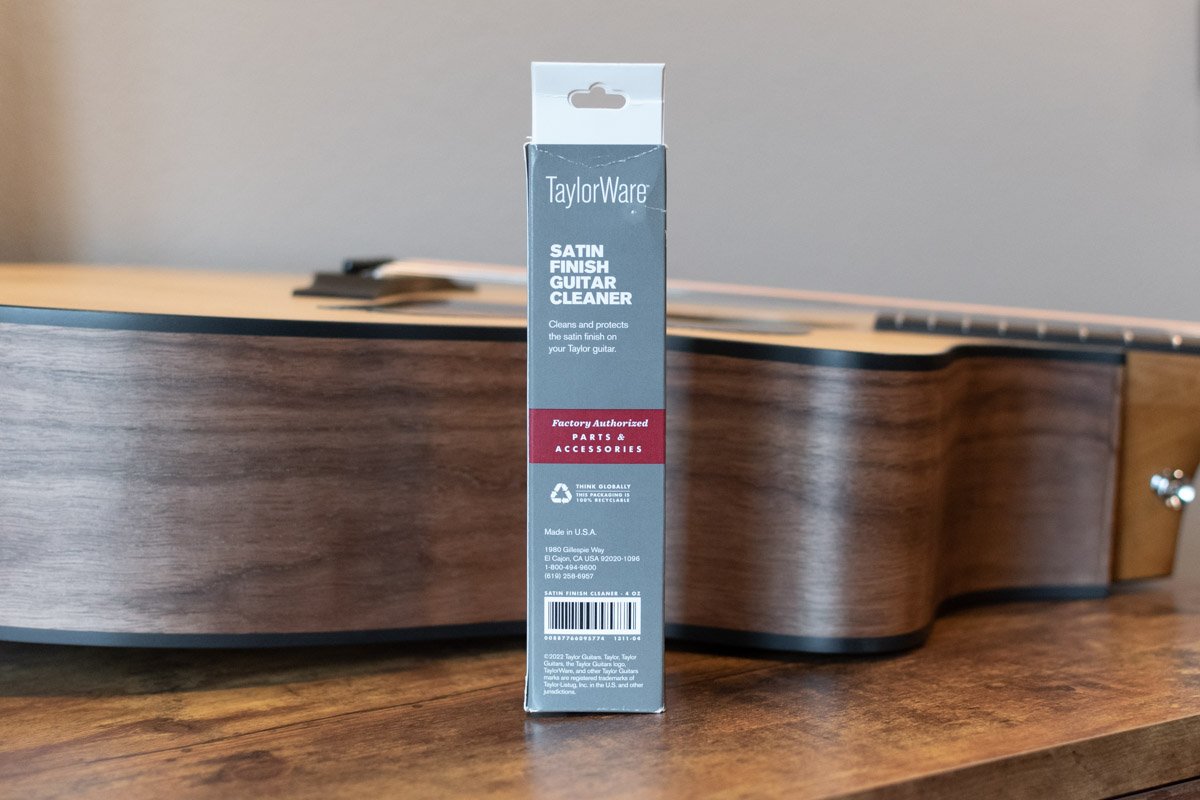 TaylorWare™
SATIN
FINISH
GUITAR
CLEANER
Cleans and protects
the satin finish on
your Taylor guitar.
Factory Authorized
PARTS &
ACCESSORIES
THINK GLOBALLY
THIS PACKAGING IS
100% RECYCLABLE
Made in U.S.A.
1980 Gillespie Way
El Cajon, CA USA 92020-1096
1-800-494-9600
(619) 258-6957
SATIN FINISH CLEANER - 4 OZ
00887766095774 1311-04
©2022 Taylor Guitars. Taylor, Taylor
Guitars, the Taylor Guitars logo,
TaylorWare, and other Taylor Guitars
marks are registered trademarks of
Taylor-Listug, Inc. in the U.S. and other
jurisdictions.